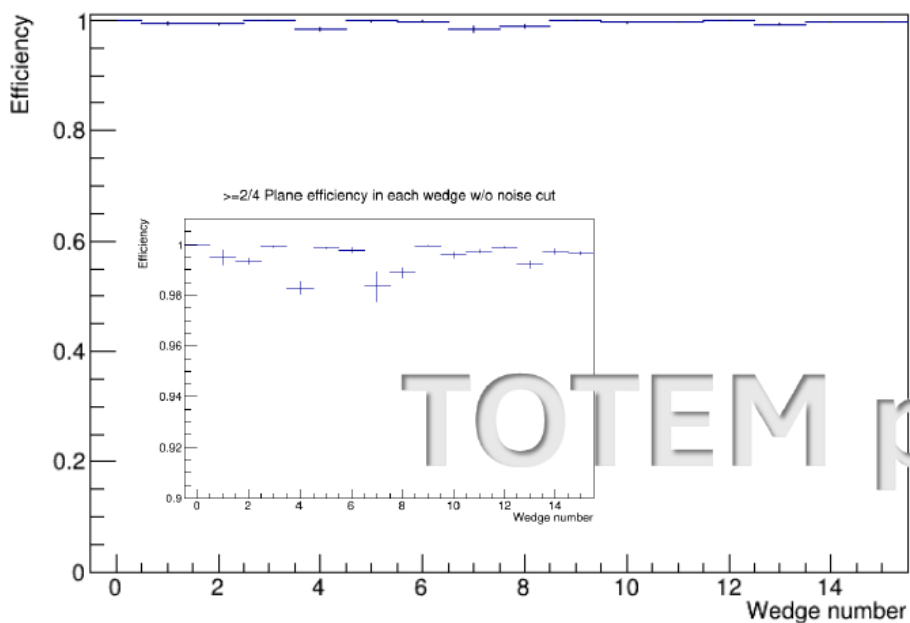 Efficiency
1
0.8
0.6
0.4
0.2
0
>=2/4 Plane efficiency in each wedge w/o noise cut
Efficiency
1
0.98
0.96
0.94
0.92
0.9
0 2 4 6 8 10 12 14
Wedge number
TOTEM p
0 2 4 6 8 10 12 14
Wedge number